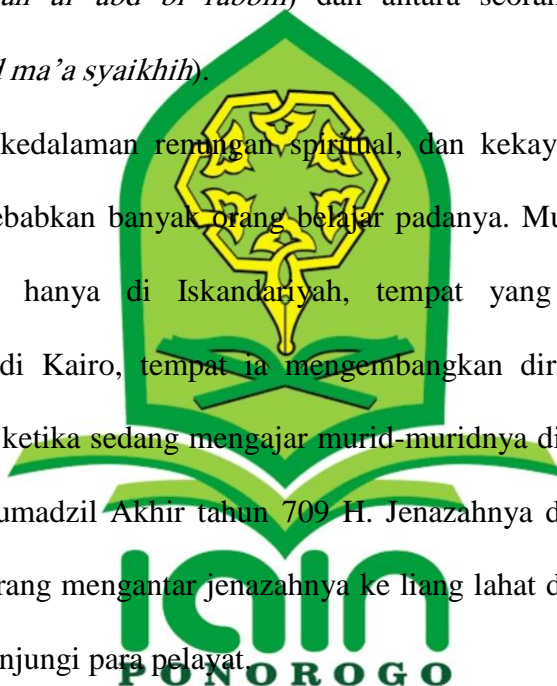 dan antara
ma'a syaikhih).
kedalaman renungan spiritual, dan kekay
ebabkan banyak orang belajar padanya. Mu
hanya di Iskandariyah, tempat yang
di Kairo, tempat ia mengembangkan dir
ketika sedang mengajar murid-muridnya di
umadzil Akhir tahun 709 H. Jenazahnya d
rang mengantar jenazahnya ke liang lahat d
njungi para pelayat.
iain
PONOROGO